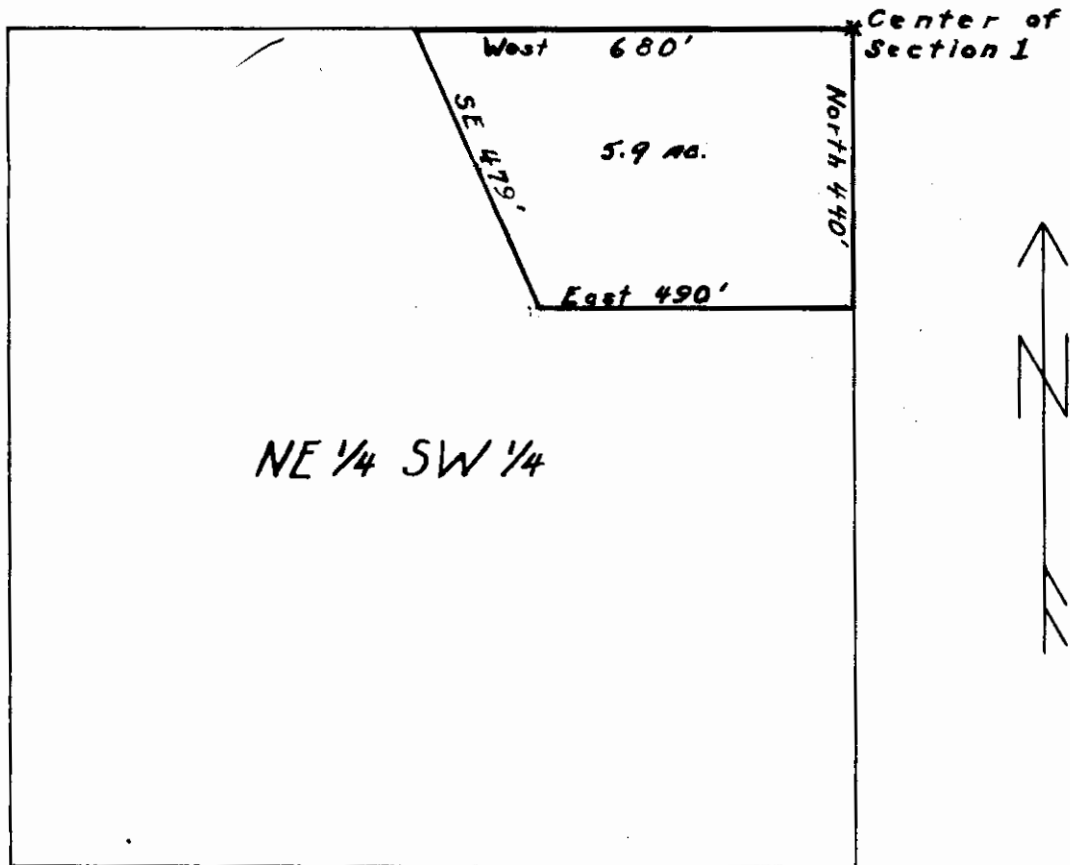 Center of
Section 1
West 680'
North 440'
SE 479'
5.9 ac.
East 490'
N
NE 1/4 SW 1/4